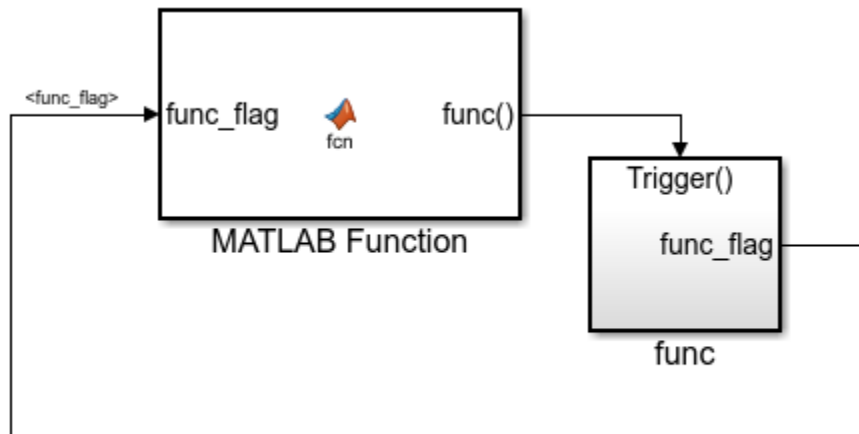 <func_flag>
func_flag
fcn
func()
MATLAB Function
Trigger()
func_flag
func